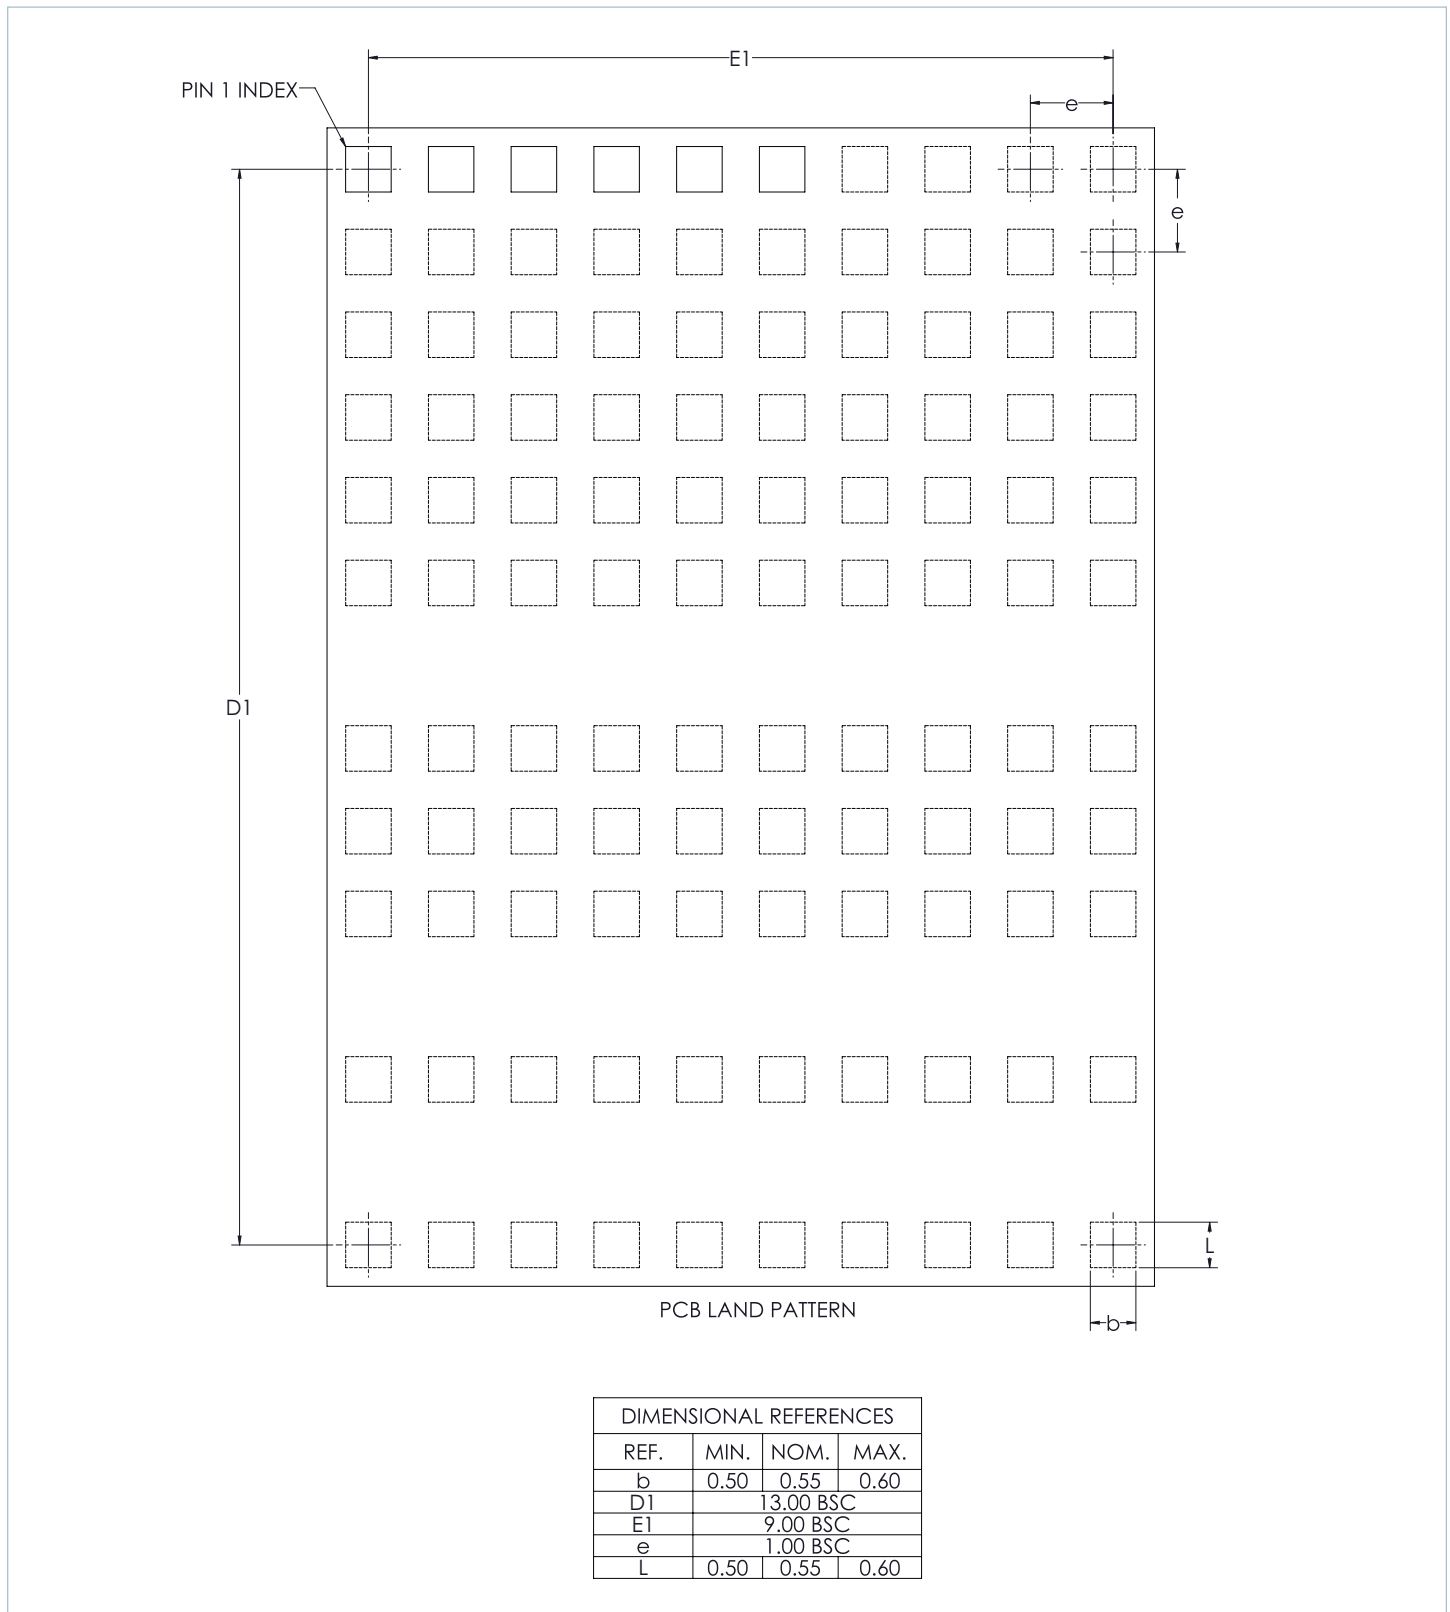 E1
PIN 1 INDEX
e
e
D1
L
PCB LAND PATTERN
b
DIMENSIONAL REFERENCES
REF. MIN. NOM. MAX.
b 0.50 0.55 0.60
D1 13.00 BSC
E1 9.00 BSC
e 1.00 BSC
L 0.50 0.55 0.60